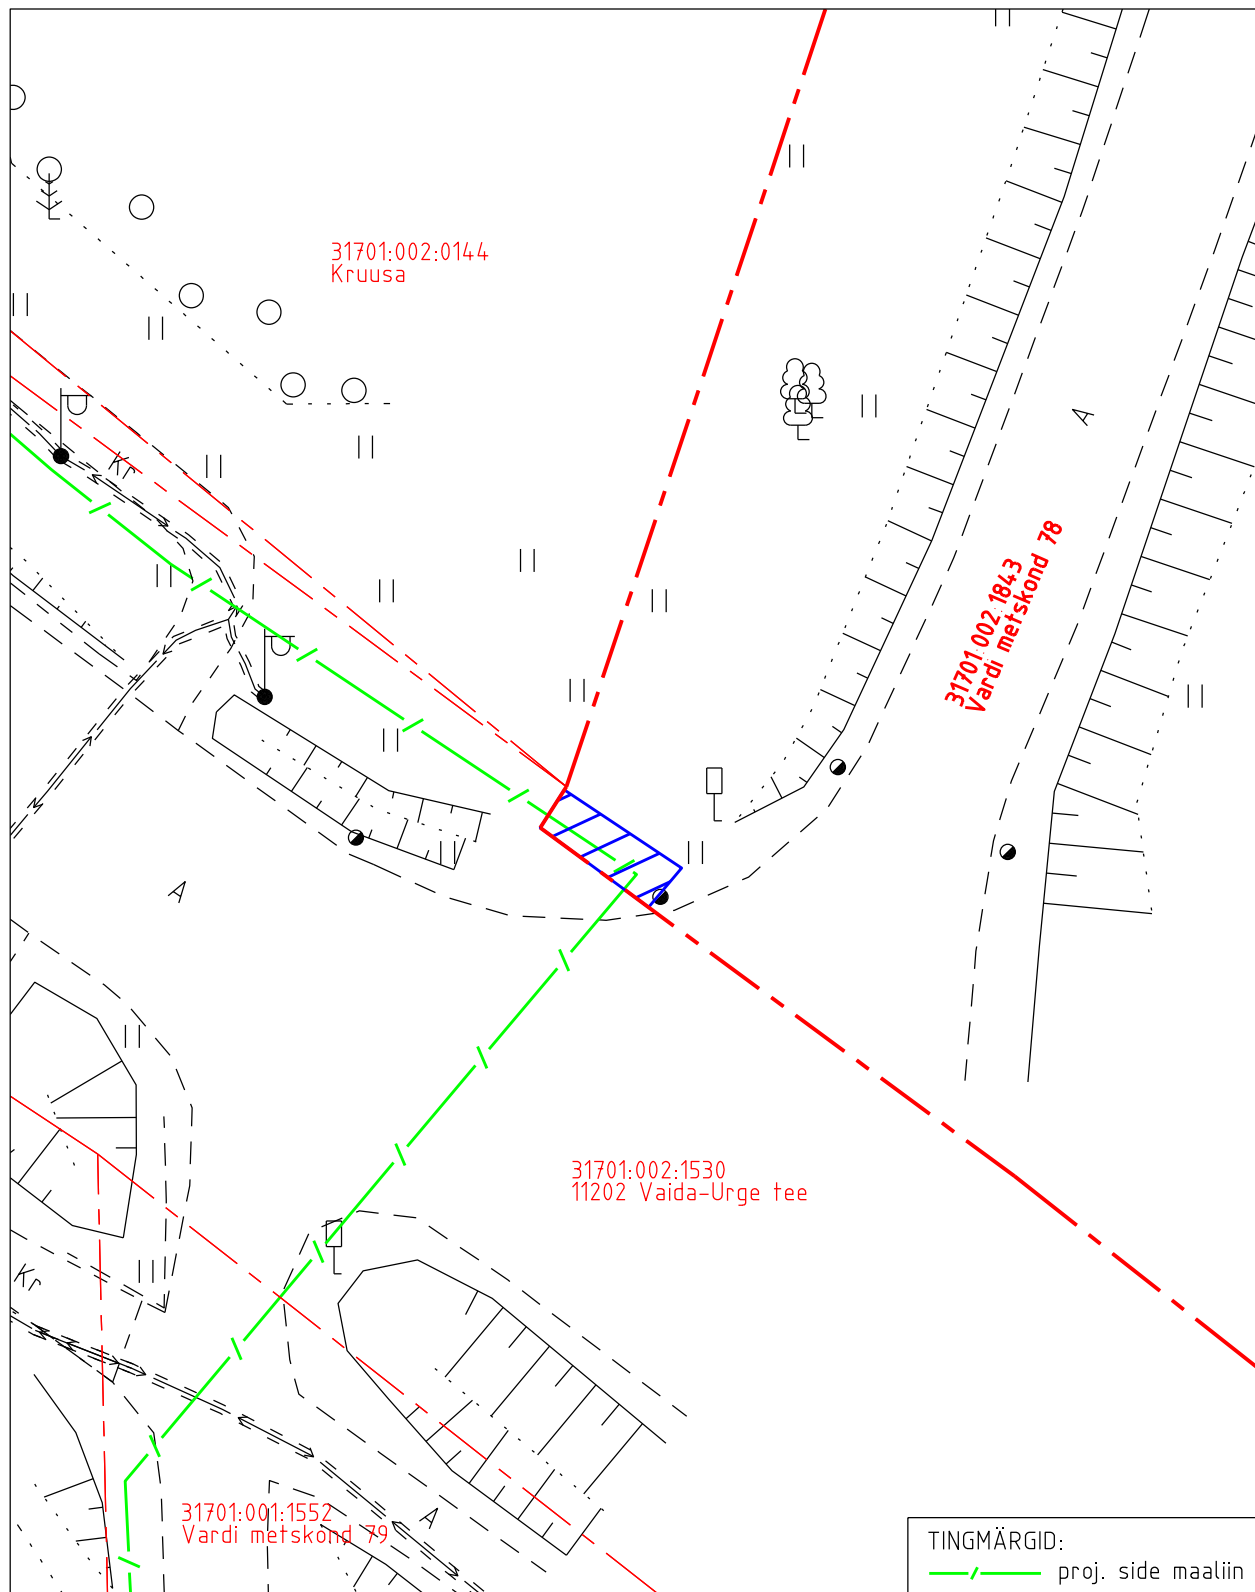 31701:002:0144
Kruusa
Kr
A
31701:002:1843
Vardi metskond 78
A
31701:002:1530
11202 Vaida-Urge tee
Kr
31701:001:1552
Vardi metskond 79
A
TINGMÄRGID:
proj. side maaliin